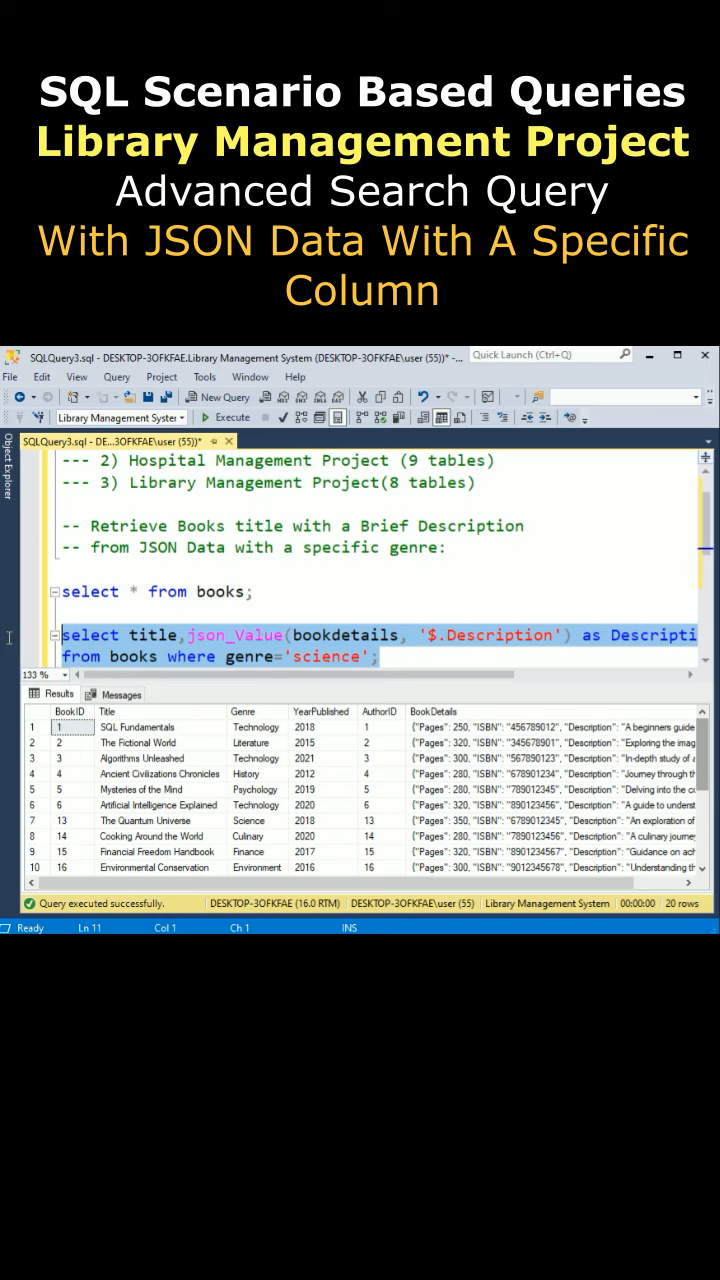 SQL Scenario Based Queries
Library Management Project
Advanced Search Query
With JSON Data With A Specific
Column
SQLQuery3.sql - DESKTOP-3OFKFAE.Library Management System (DESKTOP-3OFKFAE\user (55))* -...
Quick Launch (Ctrl+Q)
File Edit View Query Project Tools Window Help
New Query
Library Management Syster Execute
Object Explorer
SQLQuery3.sql - DE...3OFKFAE\user (55))*
--- 2) Hospital Management Project (9 tables)
--- 3) Library Management Project(8 tables)
-- Retrieve Books title with a Brief Description
-- from JSON Data with a specific genre:
select * from books;
select title,json_Value(bookdetails, '$.Description') as Descripti
from books where genre='science';
133 %
Results Messages
BookID Title Genre YearPublished AuthorID BookDetails
1 1 SQL Fundamentals Technology 2018 1 {"Pages": 250, "ISBN": "456789012", "Description": "A beginners guide
2 2 The Fictional World Literature 2015 2 {"Pages": 320, "ISBN": "345678901", "Description": "Exploring the imag
3 3 Algorithms Unleashed Technology 2021 3 {"Pages": 300, "ISBN": "567890123", "Description": "In-depth study of a
4 4 Ancient Civilizations Chronicles History 2012 4 {"Pages": 280, "ISBN": "678901234", "Description": "Journey through th
5 5 Mysteries of the Mind Psychology 2019 5 {"Pages": 280, "ISBN": "789012345", "Description": "Delving into the cc
6 6 Artificial Intelligence Explained Technology 2020 6 {"Pages": 320, "ISBN": "890123456", "Description": "A guide to underst
7 13 The Quantum Universe Science 2018 13 {"Pages": 350, "ISBN": "6789012345", "Description": "An exploration of
8 14 Cooking Around the World Culinary 2020 14 {"Pages": 280, "ISBN": "7890123456", "Description": "A culinary journey
9 15 Financial Freedom Handbook Finance 2017 15 {"Pages": 320, "ISBN": "8901234567", "Description": "Guidance on ach
10 16 Environmental Conservation Environment 2016 16 {"Pages": 300, "ISBN": "9012345678", "Description": "Understanding th
Query executed successfully. DESKTOP-3OFKFAE (16.0 RTM) DESKTOP-3OFKFAE\user (55) Library Management System 00:00:00 20 rows
Ready Ln 11 Col 1 Ch 1 INS